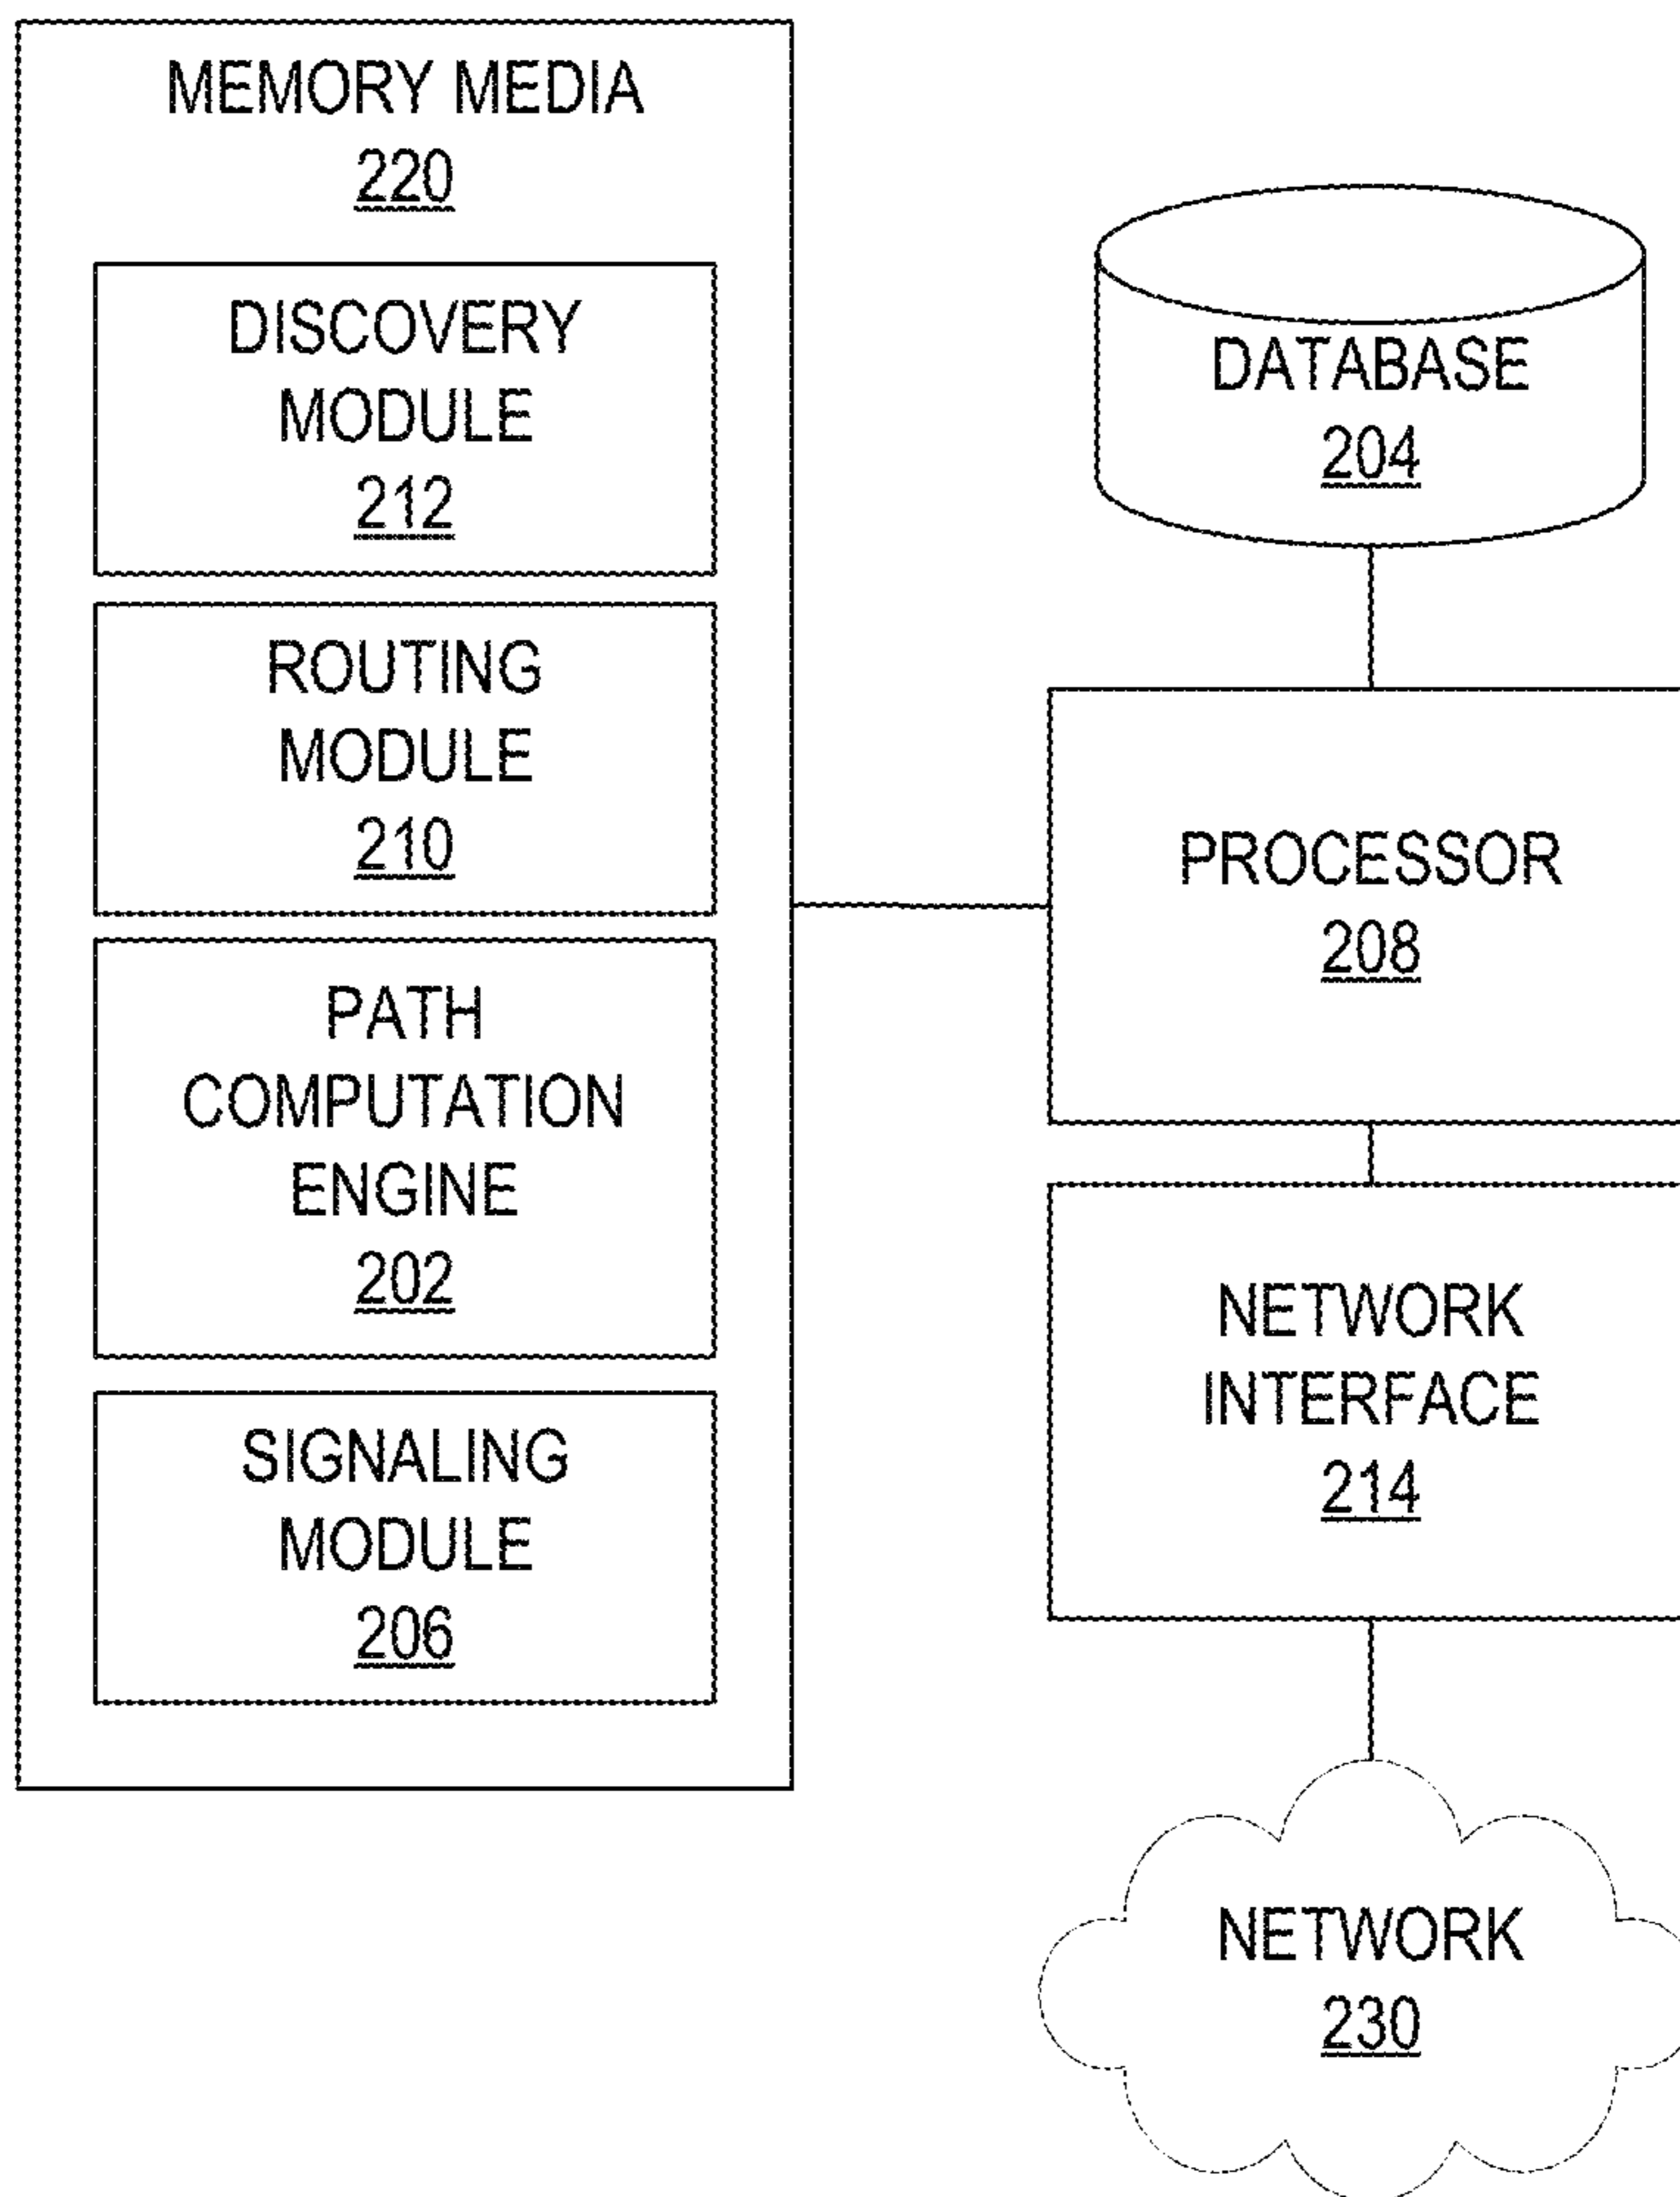 MEMORY MEDIA
220
DISCOVERY
MODULE
212
ROUTING
MODULE
210
PATH
COMPUTATION
ENGINE
202
SIGNALING
MODULE
206
DATABASE
204
PROCESSOR
208
NETWORK
INTERFACE
214
NETWORK
230